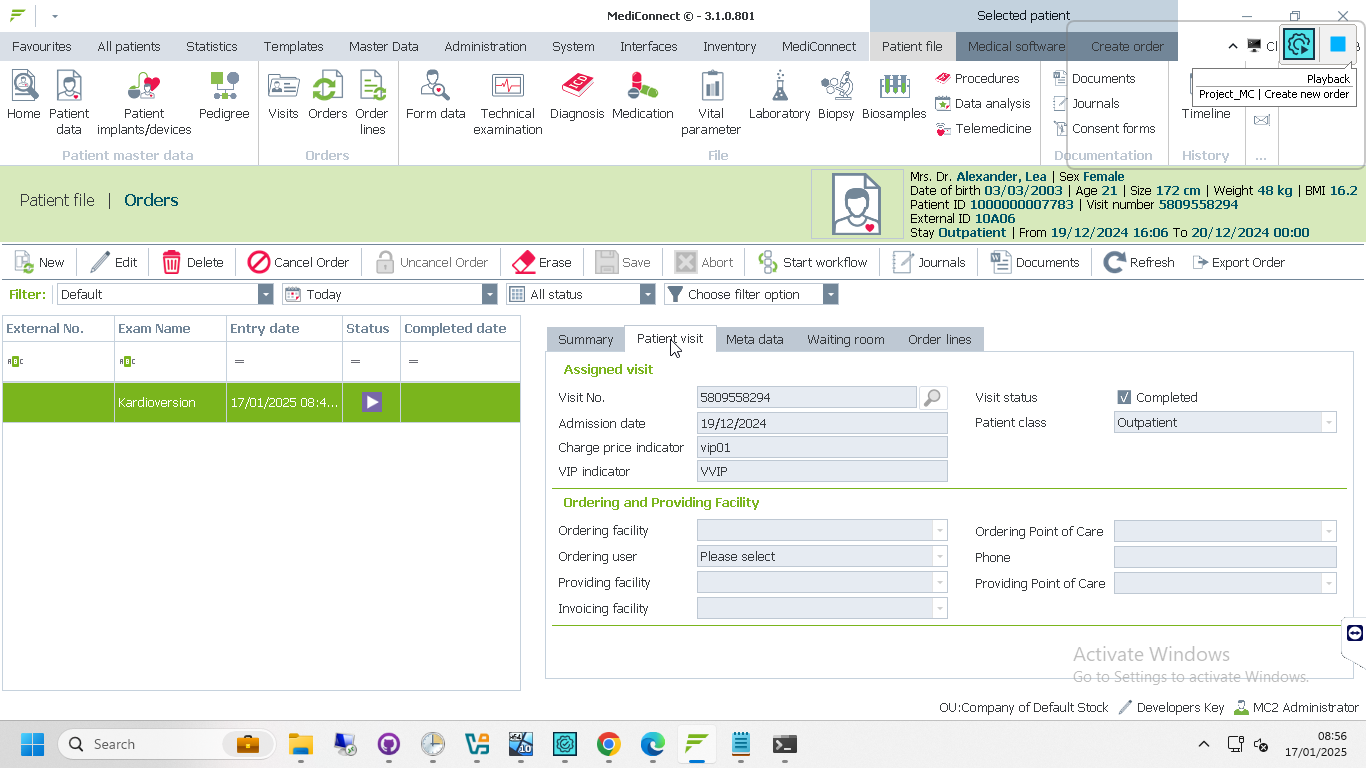 MediConnect © - 3.1.0.801
Selected patient
Favourites
All patients
Statistics
Templates
Master Data
Administration
System
Interfaces
Inventory
MediConnect
Patient file
Medical software
Create order
Playback
Project_MC | Create new order
Home
Patient data
Patient implants/devices
Pedigree
Visits
Orders
Order lines
Form data
Technical examination
Diagnosis
Medication
Vital parameter
Laboratory
Biopsy
Biosamples
Procedures
Data analysis
Telemedicine
Documents
Journals
Consent forms
Timeline
Patient master data
Orders
File
Documentation
History
...
Patient file | Orders
Mrs. Dr. Alexander, Lea | Sex Female
Date of birth 03/03/2003 | Age 21 | Size 172 cm | Weight 48 kg | BMI 16.2
Patient ID 1000000007783 | Visit number 5809558294
External ID 10A06
Stay Outpatient | From 19/12/2024 16:06 To 20/12/2024 00:00
New
Edit
Delete
Cancel Order
Uncancel Order
Erase
Save
Abort
Start workflow
Journals
Documents
Refresh
Export Order
Filter:
Default
Today
All status
Choose filter option
External No.
Exam Name
Entry date
Status
Completed date
ABC
ABC
=
=
=
Kardioversion
17/01/2025 08:4...
Summary
Patient visit
Meta data
Waiting room
Order lines
Assigned visit
Visit No.
5809558294
Visit status
Completed
Admission date
19/12/2024
Patient class
Outpatient
Charge price indicator
vip01
VIP indicator
VVIP
Ordering and Providing Facility
Ordering facility
Ordering Point of Care
Ordering user
Please select
Phone
Providing facility
Providing Point of Care
Invoicing facility
Activate Windows
Go to Settings to activate Windows.
OU:Company of Default Stock
Developers Key
MC2 Administrator
Search
08:56
17/01/2025